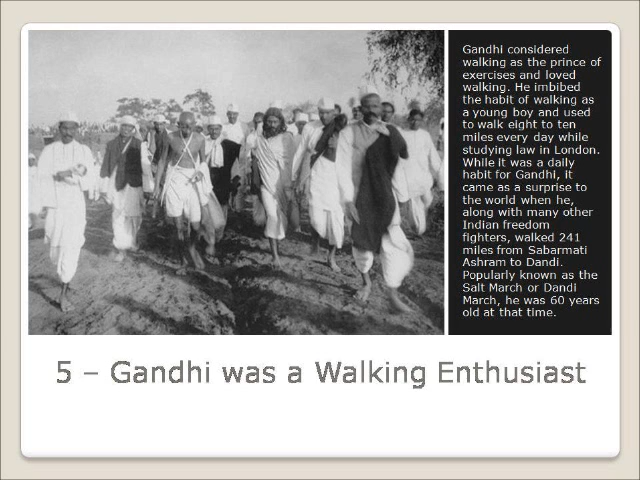 Gandhi considered
walking as the prince of
exercises and loved
walking. He imbibed
the habit of walking as
a young boy and used
to walk eight to ten
miles every day while
studying law in London.
While it was a daily
habit for Gandhi, it
came as a surprise to
the world when he,
along with many other
Indian freedom
fighters, walked 241
miles from Sabarmati
Ashram to Dandi.
Popularly known as the
Salt March or Dandi
March, he was 60 years
old at that time.
5 – Gandhi was a Walking Enthusiast